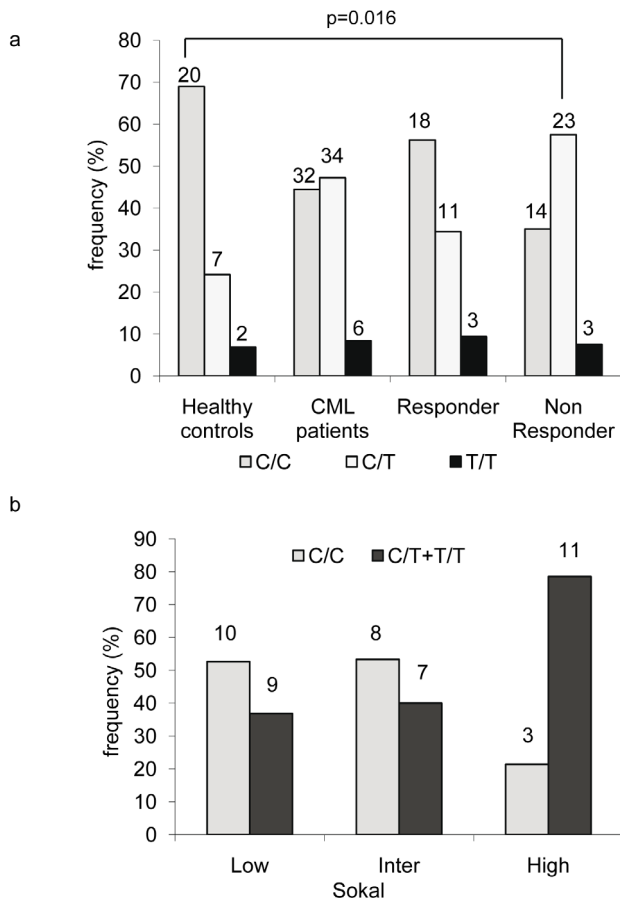 a
p=0.016
frequency (%)
80
70
60
50
40
30
20
10
0
20
7
2
32
34
6
18
11
3
14
23
3
Healthy controls
CML patients
Responder
Non Responder
C/C C/T T/T
b
frequency (%)
90
80
70
60
50
40
30
20
10
0
C/C C/T+T/T
10
9
8
7
3
11
Low Inter High
Sokal